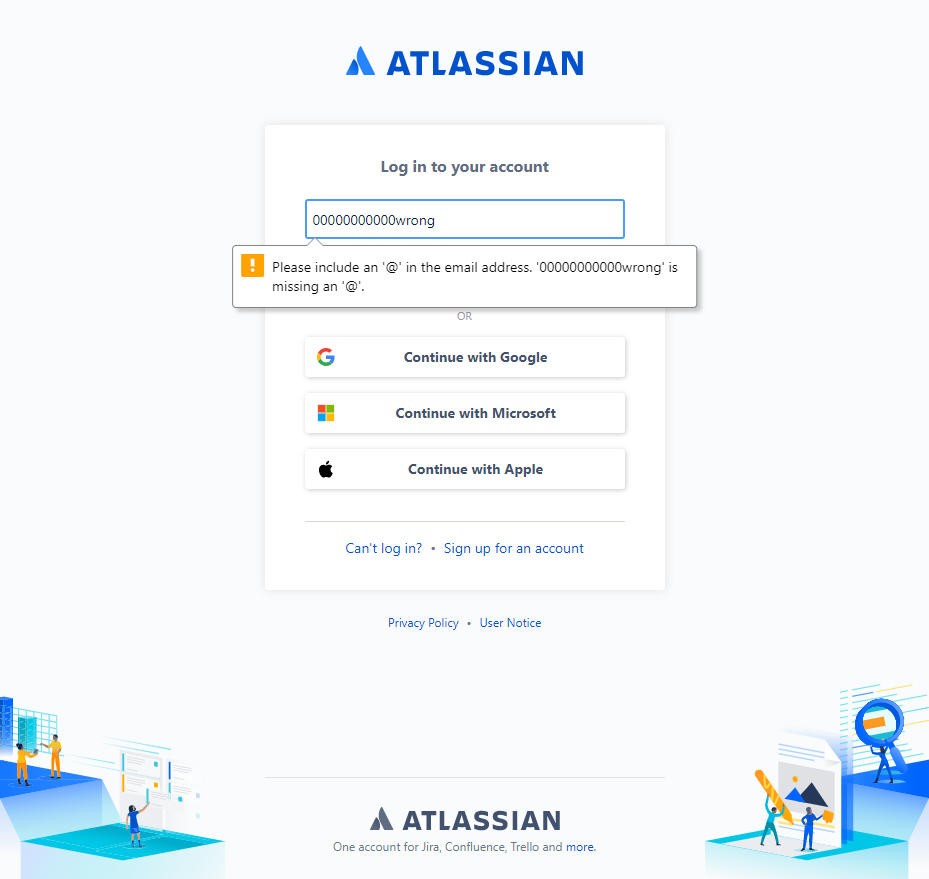 ATLASSIAN
Log in to your account
00000000000wrong
Please include an '@' in the email address. '00000000000wrong' is
missing an '@'.
OR
Continue with Google
Continue with Microsoft
Continue with Apple
Can't log in? • Sign up for an account
Privacy Policy • User Notice
ATLASSIAN
One account for Jira, Confluence, Trello and more.